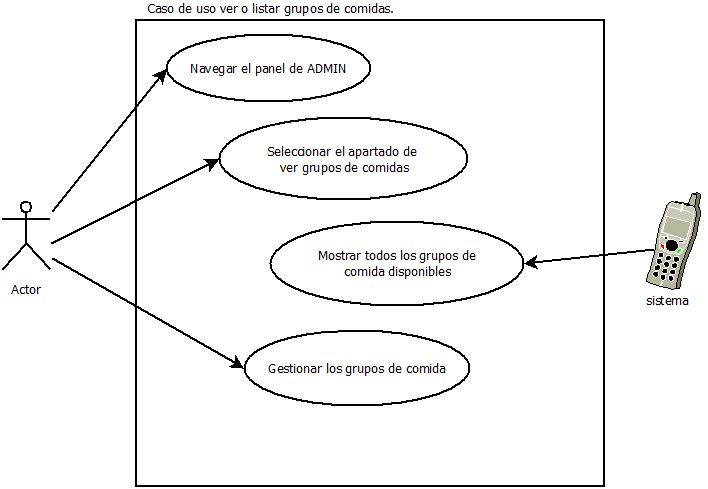 Caso de uso ver o listar grupos de comidas.
Navegar el panel de ADMIN
Seleccionar el apartado de
ver grupos de comidas
Mostrar todos los grupos de
comida disponibles
Actor
sistema
Gestionar los grupos de comida